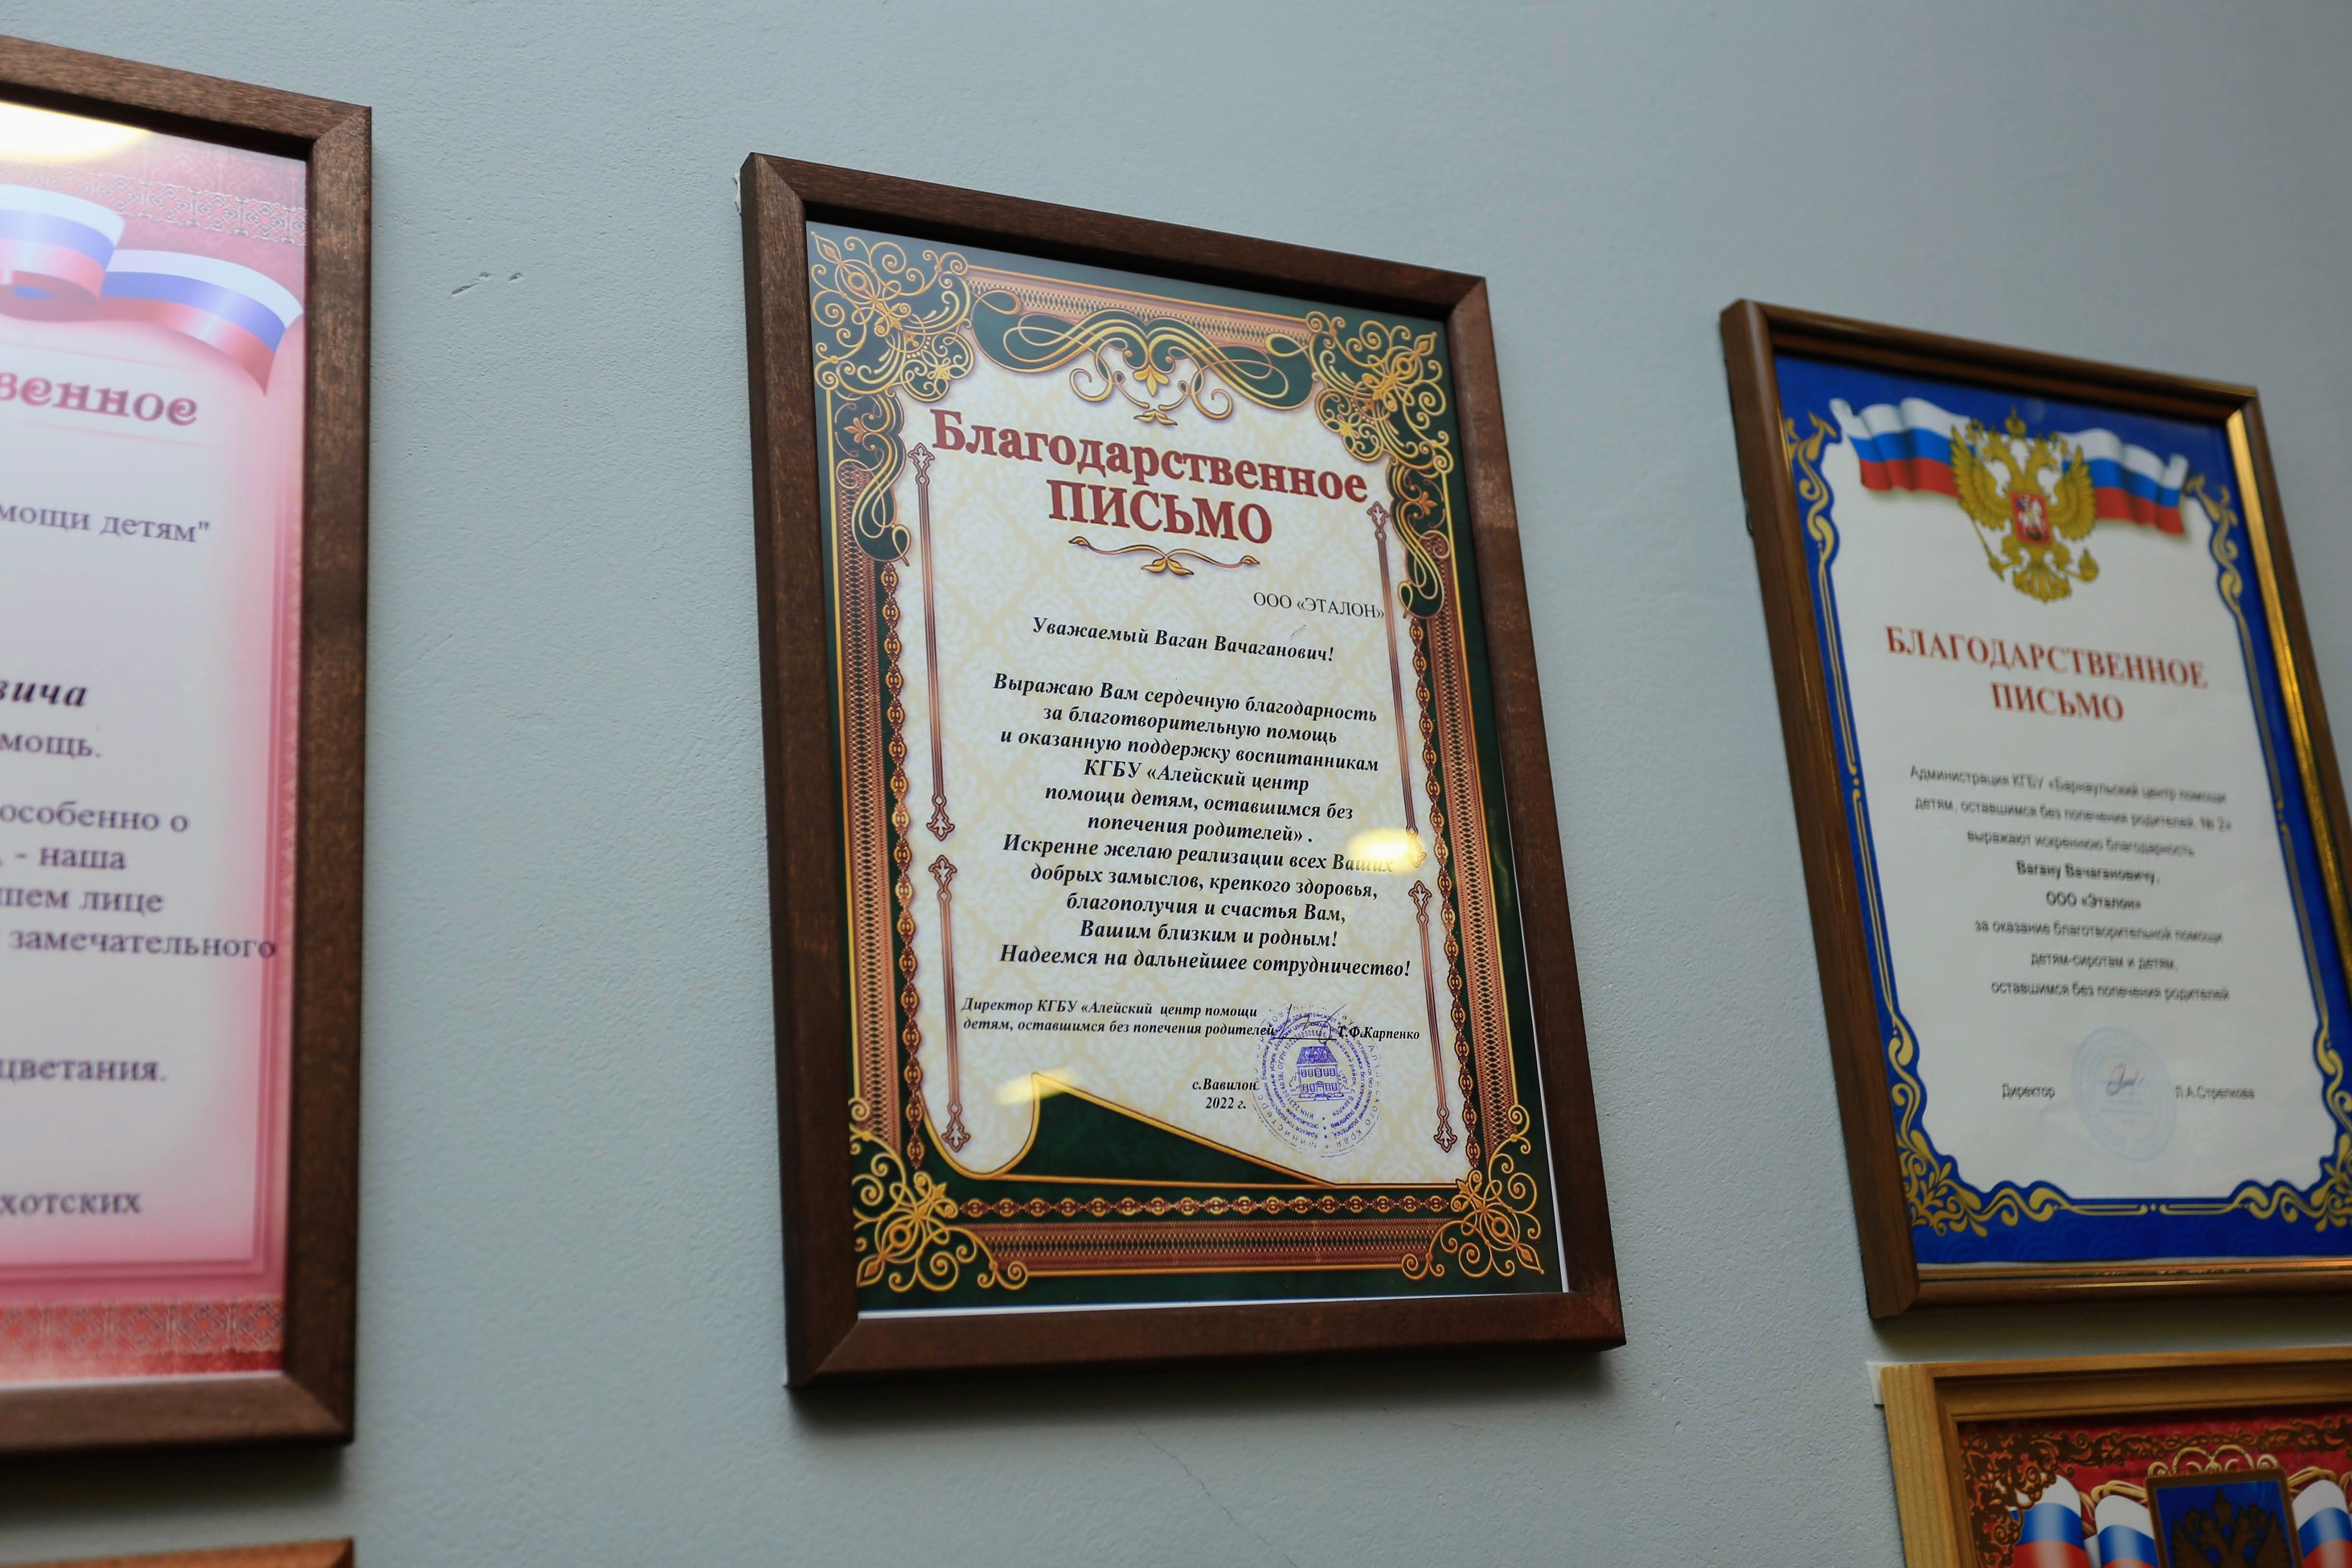 венное
мощи детям"
вича
мощь.
особенно о
, - наша
шем лице
замечательного
цветания.
хотских
Благодарственное
ПИСЬМО
ООО «ЭТАЛОН»
Уважаемый Ваган Вачаганович!
Выражаю Вам сердечную благодарность
за благотворительную помощь
и оказанную поддержку воспитанникам
КГБУ «Алейский центр
помощи детям, оставшимся без
попечения родителей» .
Искренне желаю реализации всех Ваших
добрых замыслов, крепкого здоровья,
благополучия и счастья Вам,
Вашим близким и родным!
Надеемся на дальнейшее сотрудничество!
Директор КГБУ «Алейский центр помощи
детям, оставшимся без попечения родителей Т.Ф.Карпенко
с.Вавилон
2022 г.
БЛАГОДАРСТВЕННОЕ
ПИСЬМО
Администрация КГБУ «Барнаульский центр помощи
детям, оставшимся без попечения родителей, № 2»
выражают искреннюю благодарность
Вагану Вачагановичу,
ООО «Эталон»
за оказание благотворительной помощи
детям-сиротам и детям,
оставшимся без попечения родителей
Директор Л.А.Стрелкова